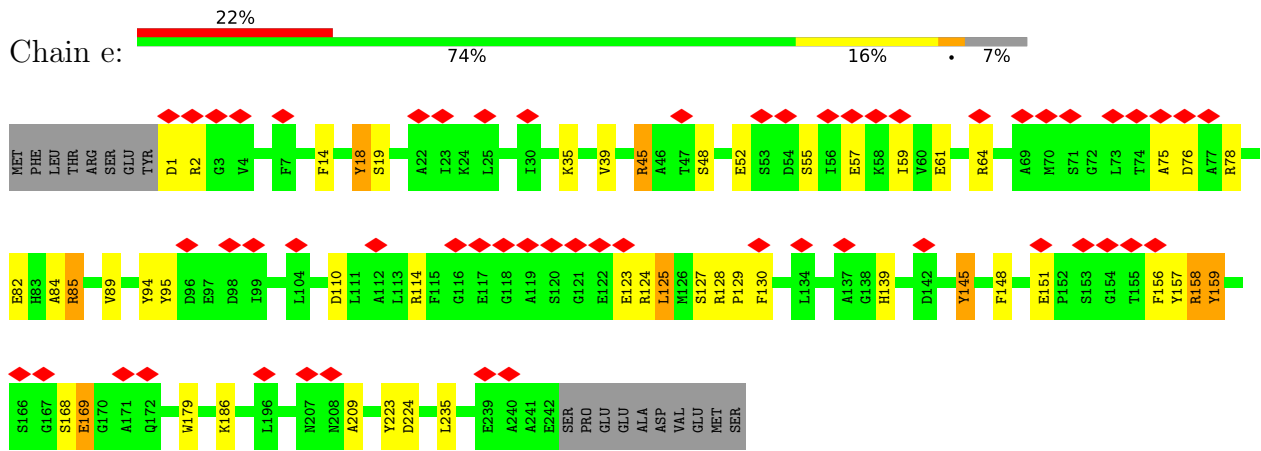 22%
Chain e:
74% 16% • 7%
MET PHE LEU THR ARG SER GLU TYR D1 R2 G3 V4 F7 F14 Y18 S19 A22 I23 K24 L25 I30 K35 V39 R45 A46 T47 S48 E52 S53 D54 S55 I56 E57 K58 I59 V60 E61 R64 A69 M70 S71 G72 L73 T74 A75 D76 A77 R78
E82 H83 A84 R85 V89 Y94 Y95 D96 E97 D98 I99 L104 D110 L111 A112 L113 R114 F115 G116 E117 G118 A119 S120 G121 E122 E123 R124 L125 M126 S127 R128 P129 F130 L134 A137 G138 H139 D142 Y145 F148 E151 P152 S153 G154 T155 F156 Y157 R158 Y159
S166 G167 S168 E169 G170 A171 Q172 W179 K186 L196 N207 N208 A209 Y223 D224 L235 E239 A240 A241 E242 SER PRO GLU GLU ALA ASP VAL GLU MET SER